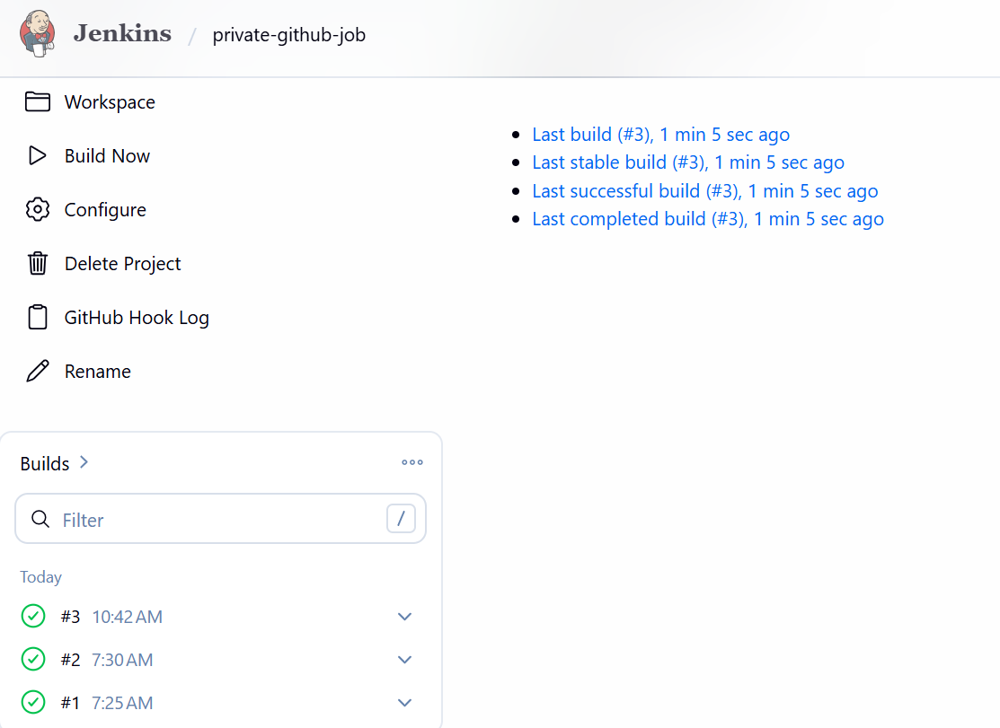 Jenkins / private-github-job
Workspace
Build Now
Configure
Delete Project
GitHub Hook Log
Rename
Last build (#3), 1 min 5 sec ago
Last stable build (#3), 1 min 5 sec ago
Last successful build (#3), 1 min 5 sec ago
Last completed build (#3), 1 min 5 sec ago
Builds
Filter /
Today
#3 10:42 AM
#2 7:30 AM
#1 7:25 AM